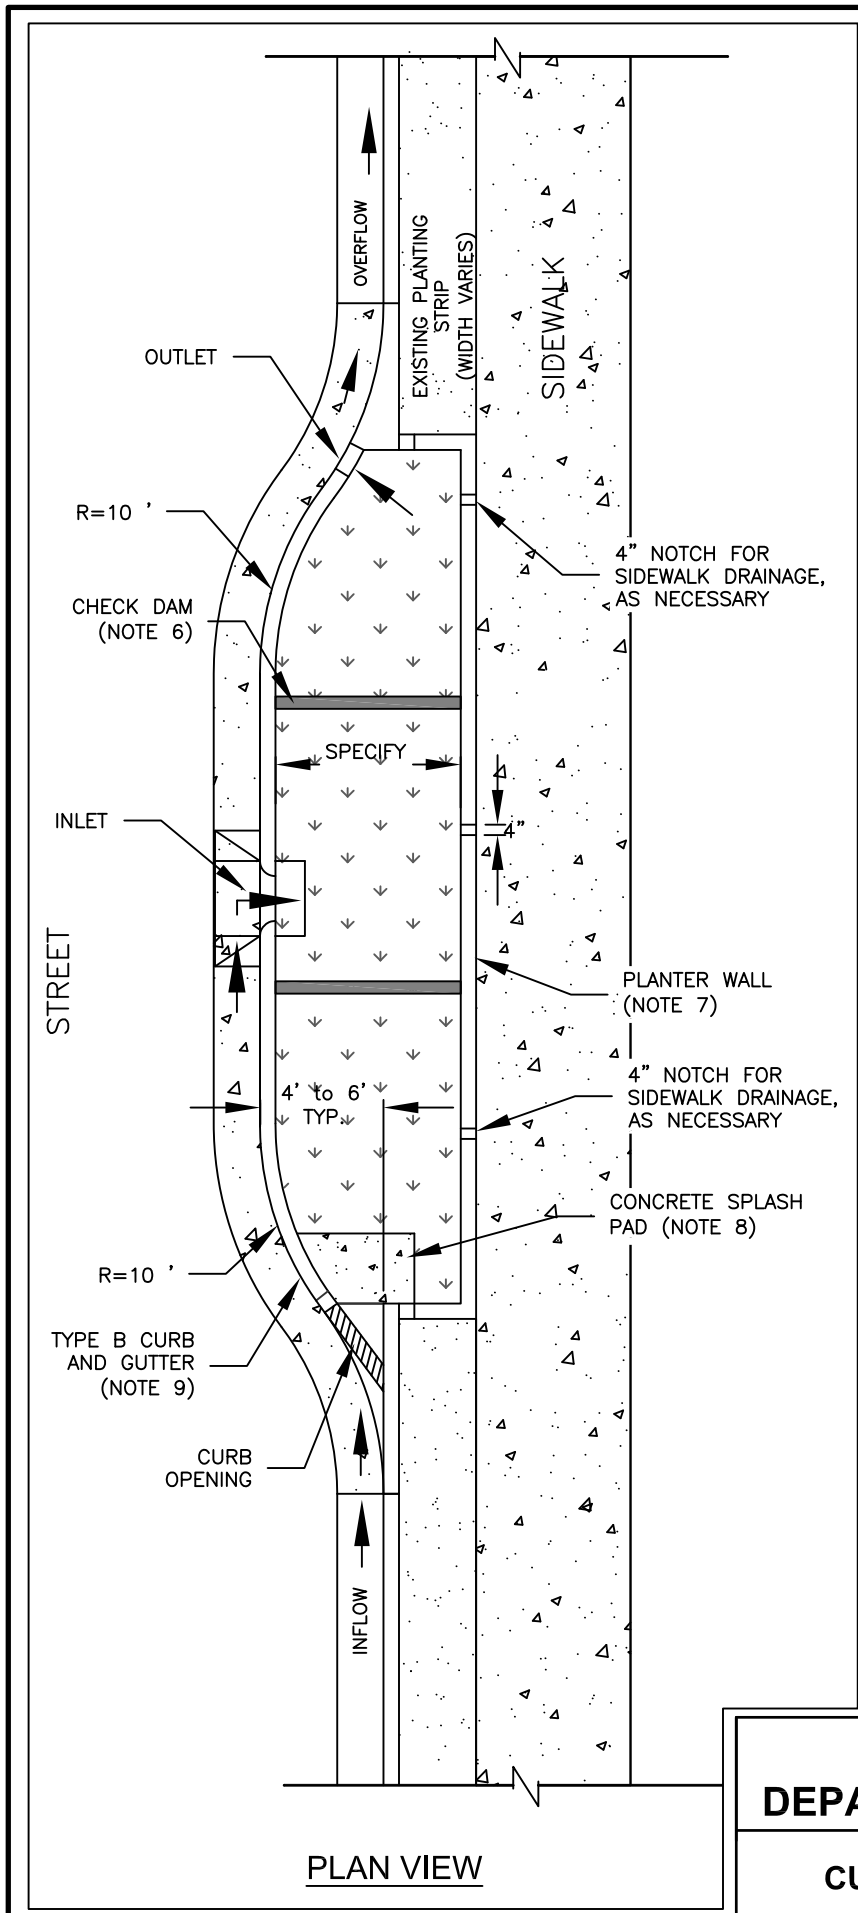 OVERFLOW
EXISTING PLANTING
STRIP
(WIDTH VARIES)
SIDEWALK
OUTLET
R=10 '
4” NOTCH FOR
SIDEWALK DRAINAGE,
AS NECESSARY
CHECK DAM
(NOTE 6)
SPECIFY
INLET
4”
STREET
PLANTER WALL
(NOTE 7)
4' to 6'
TYP.
4” NOTCH FOR
SIDEWALK DRAINAGE,
AS NECESSARY
CONCRETE SPLASH
PAD (NOTE 8)
R=10 '
TYPE B CURB
AND GUTTER
(NOTE 9)
CURB
OPENING
INFLOW
PLAN VIEW
DEPA
CU